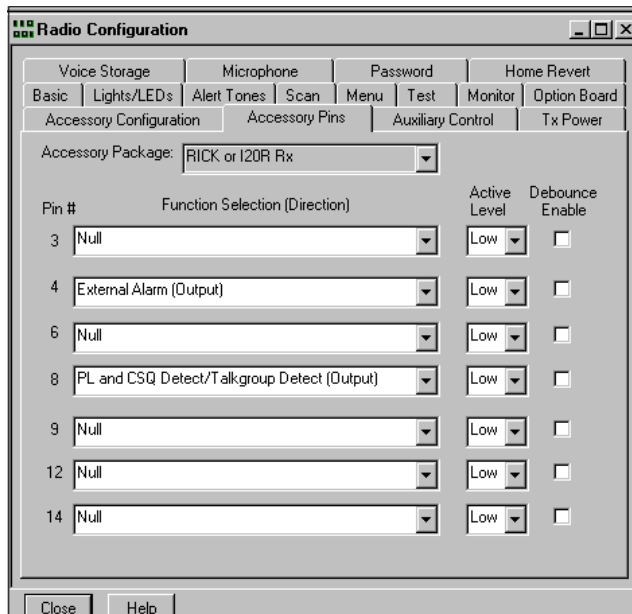 Radio Configuration
Voice Storage Microphone Password Home Revert
Basic Lights/LEDs Alert Tones Scan Menu Test Monitor Option Board
Accessory Configuration Accessory Pins Auxiliary Control Tx Power
Accessory Package: RICK or I20R Rx
Pin # Function Selection (Direction) Active Level Debounce Enable
3 Null Low
4 External Alarm (Output) Low
6 Null Low
8 PL and CSQ Detect/Talkgroup Detect (Output) Low
9 Null Low
12 Null Low
14 Null Low
Close Help